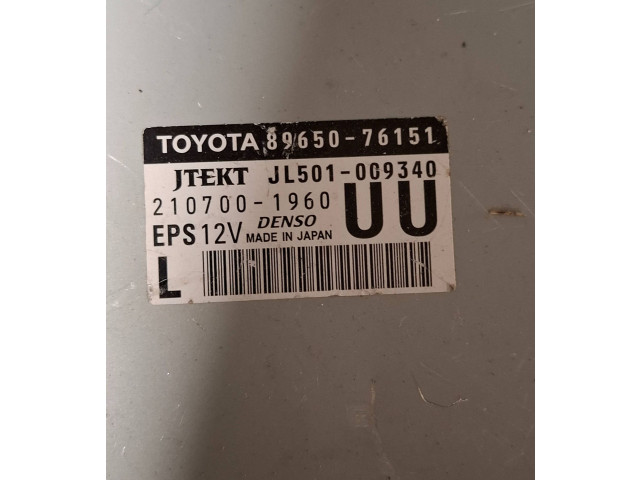 TOYOTA 89650-76151
JTEKT JL501-009340
210700-1960 UU
DENSO
EPS 12V MADE IN JAPAN
L